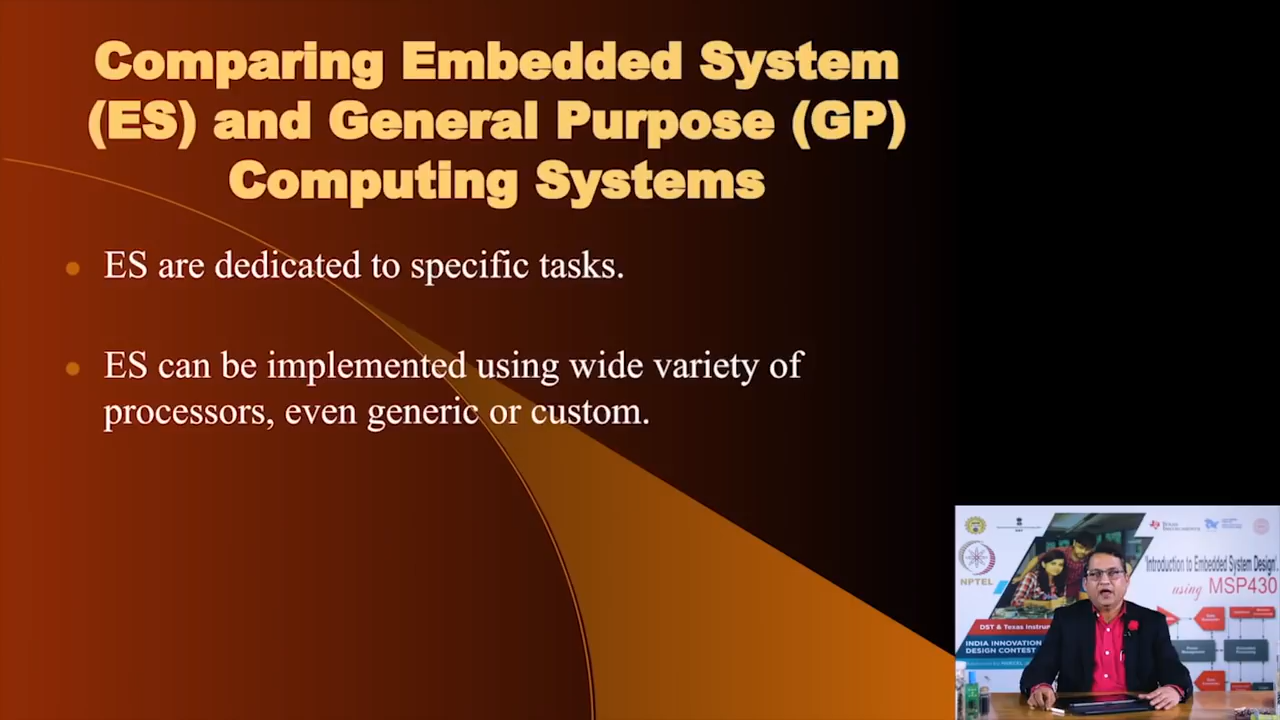 Comparing Embedded System
(ES) and General Purpose (GP)
Computing Systems
ES are dedicated to specific tasks.
ES can be implemented using wide variety of
processors, even generic or custom.
NPTEL
'Introduction to Embedded System Design'
using MSP430
DST & Texas Instrum
INDIA INNOVATION
DESIGN CONTEST